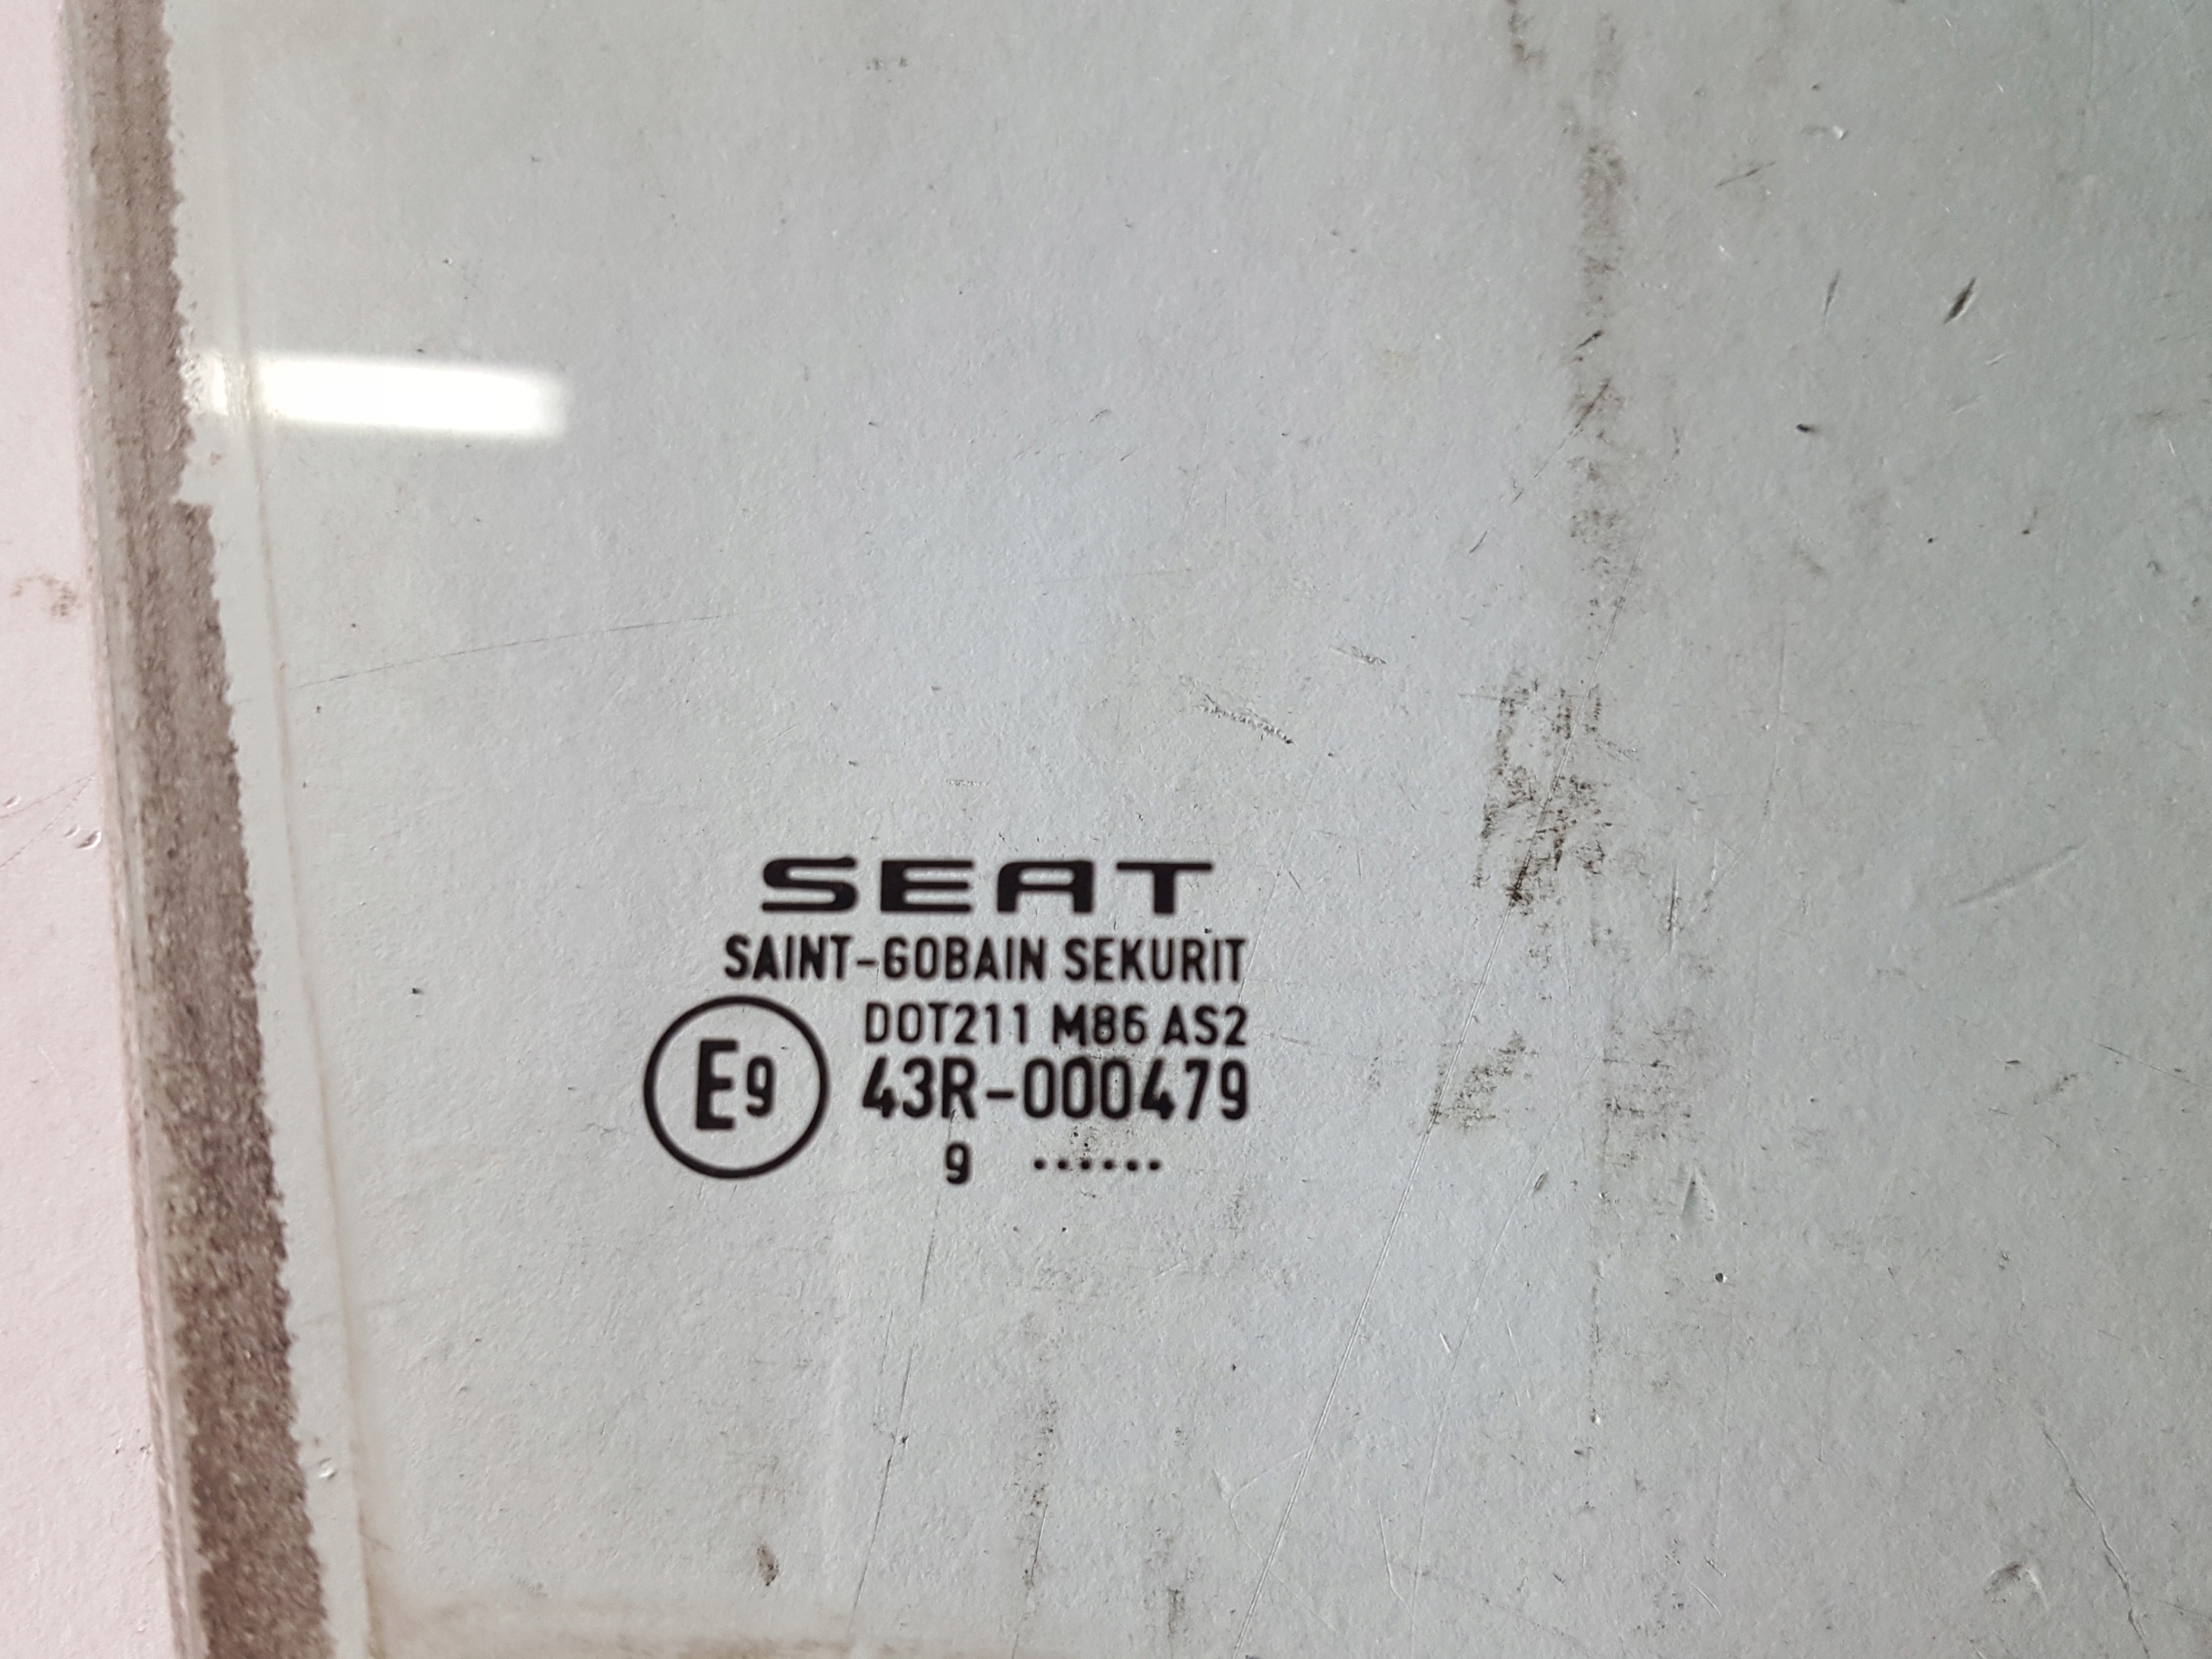 SEAT
SAINT-GOBAIN SEKURIT
DOT211 M86 AS2
E9 43R-000479
9 ······